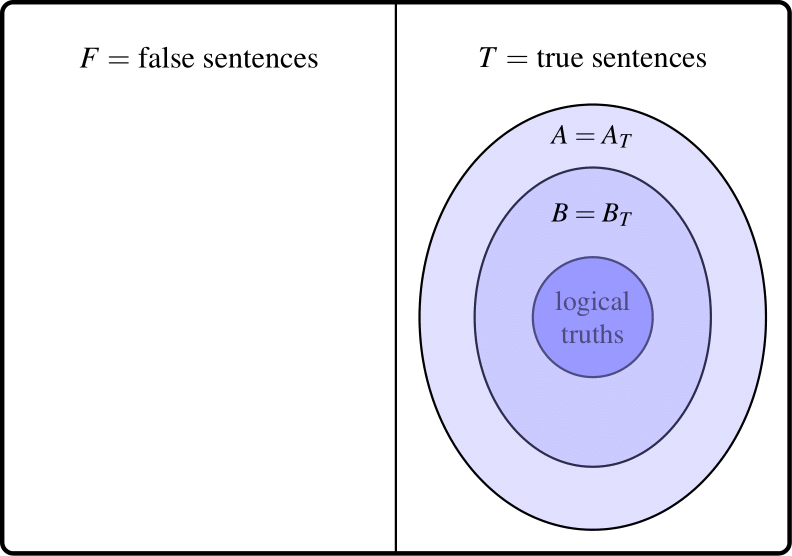 F = false sentences
T = true sentences
A = A_T
B = B_T
logical
truths